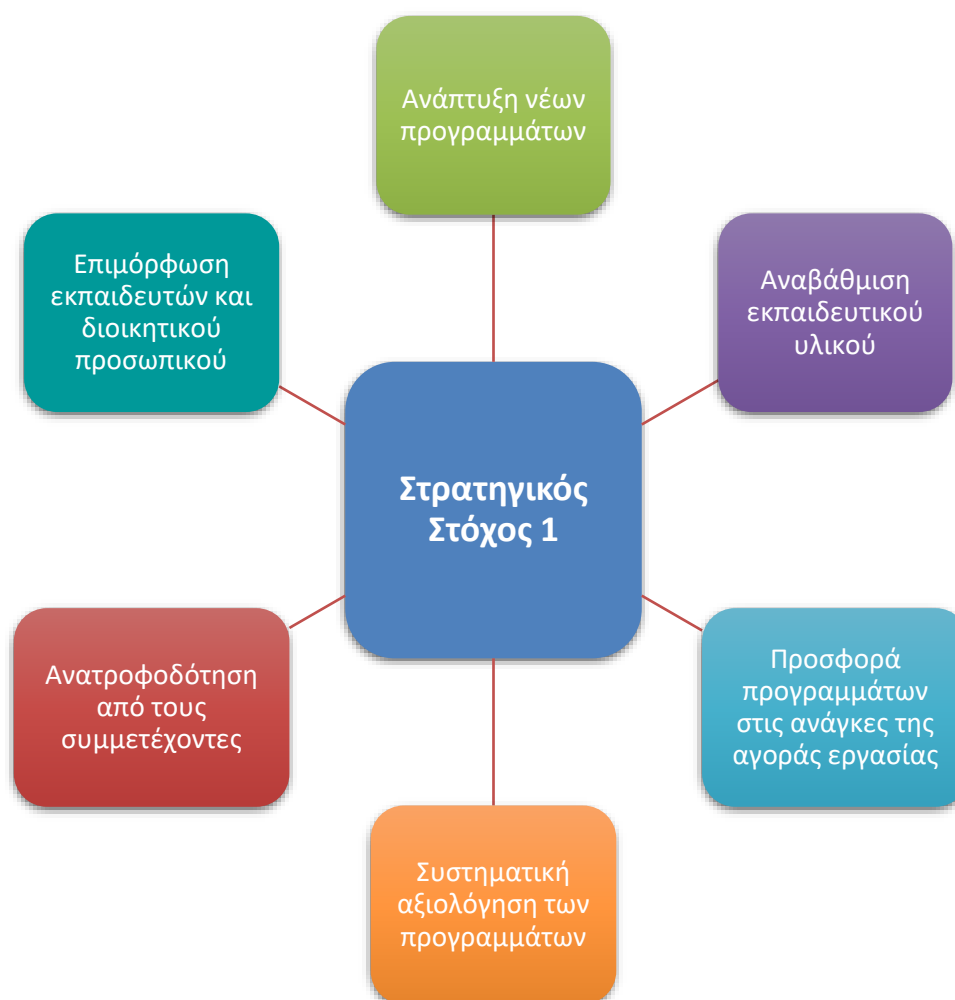 Ανάπτυξη νέων
προγραμμάτων
Επιμόρφωση
εκπαιδευτών και
διοικητικού
προσωπικού
Αναβάθμιση
εκπαιδευτικού
υλικού
Στρατηγικός
Στόχος 1
Ανατροφοδότηση
από τους
συμμετέχοντες
Προσφορά
προγραμμάτων
στις ανάγκες της
αγοράς εργασίας
Συστηματική
αξιολόγηση των
προγραμμάτων